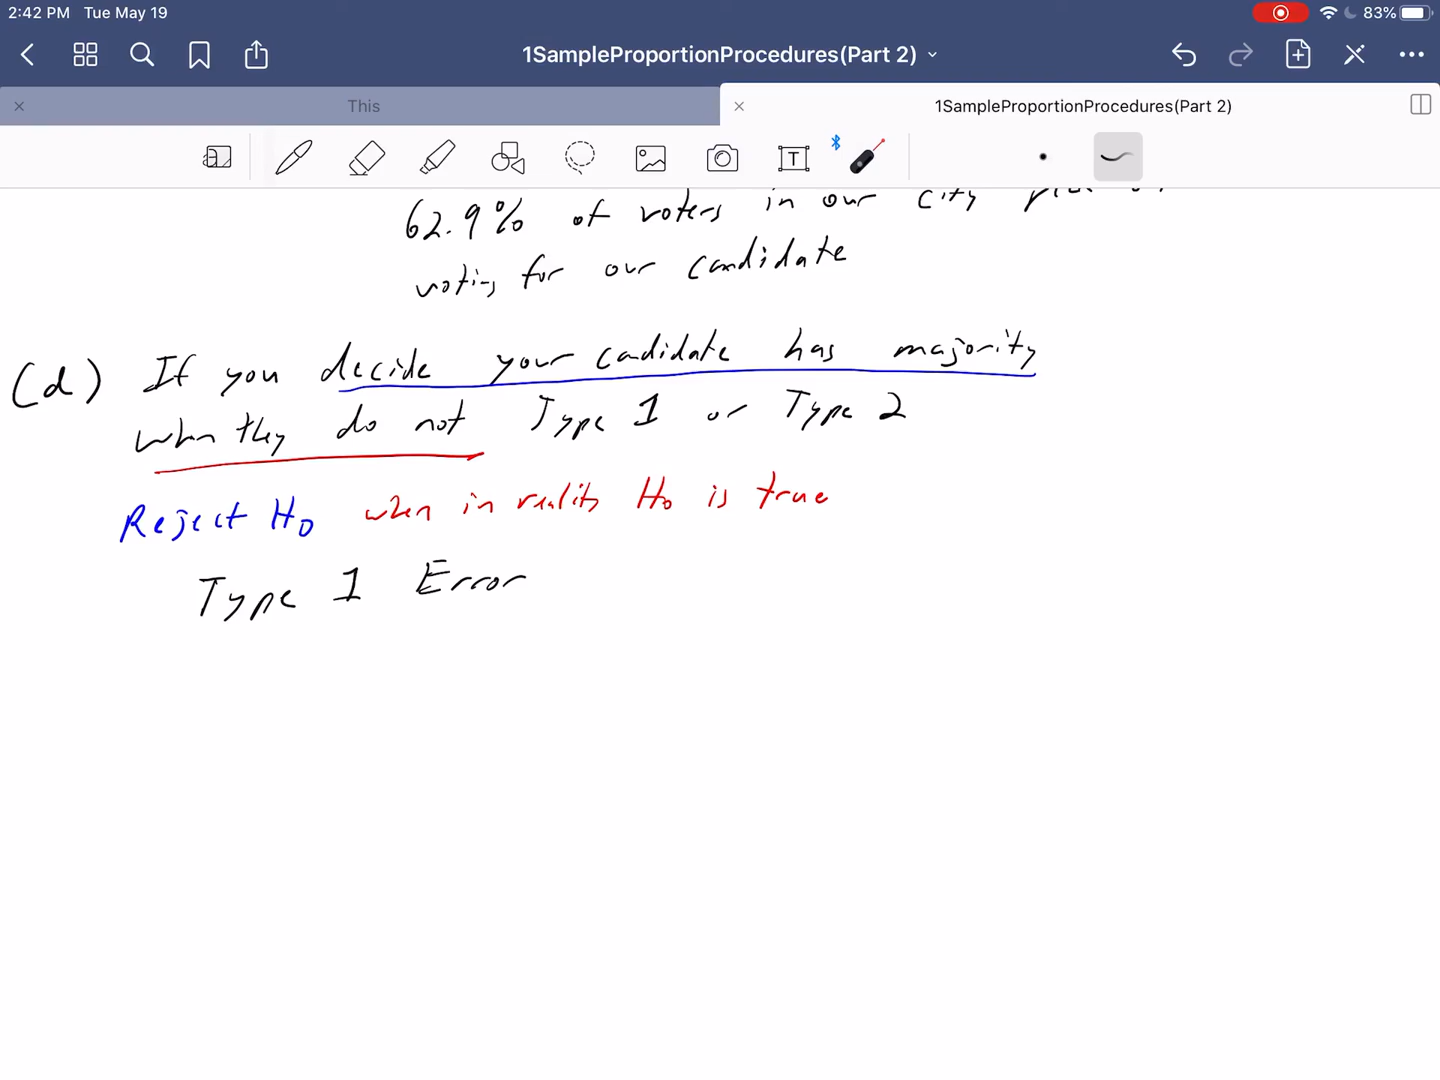 2:42 PM Tue May 19 83%
1SampleProportionProcedures(Part 2)
This
1SampleProportionProcedures(Part 2)
T
62.9% of voters in our city
voting for our candidate
(d) If you decide your candidate has majority
when they do not Type 1 or Type 2
Reject H0 when in reality H0 is true
Type 1 Error